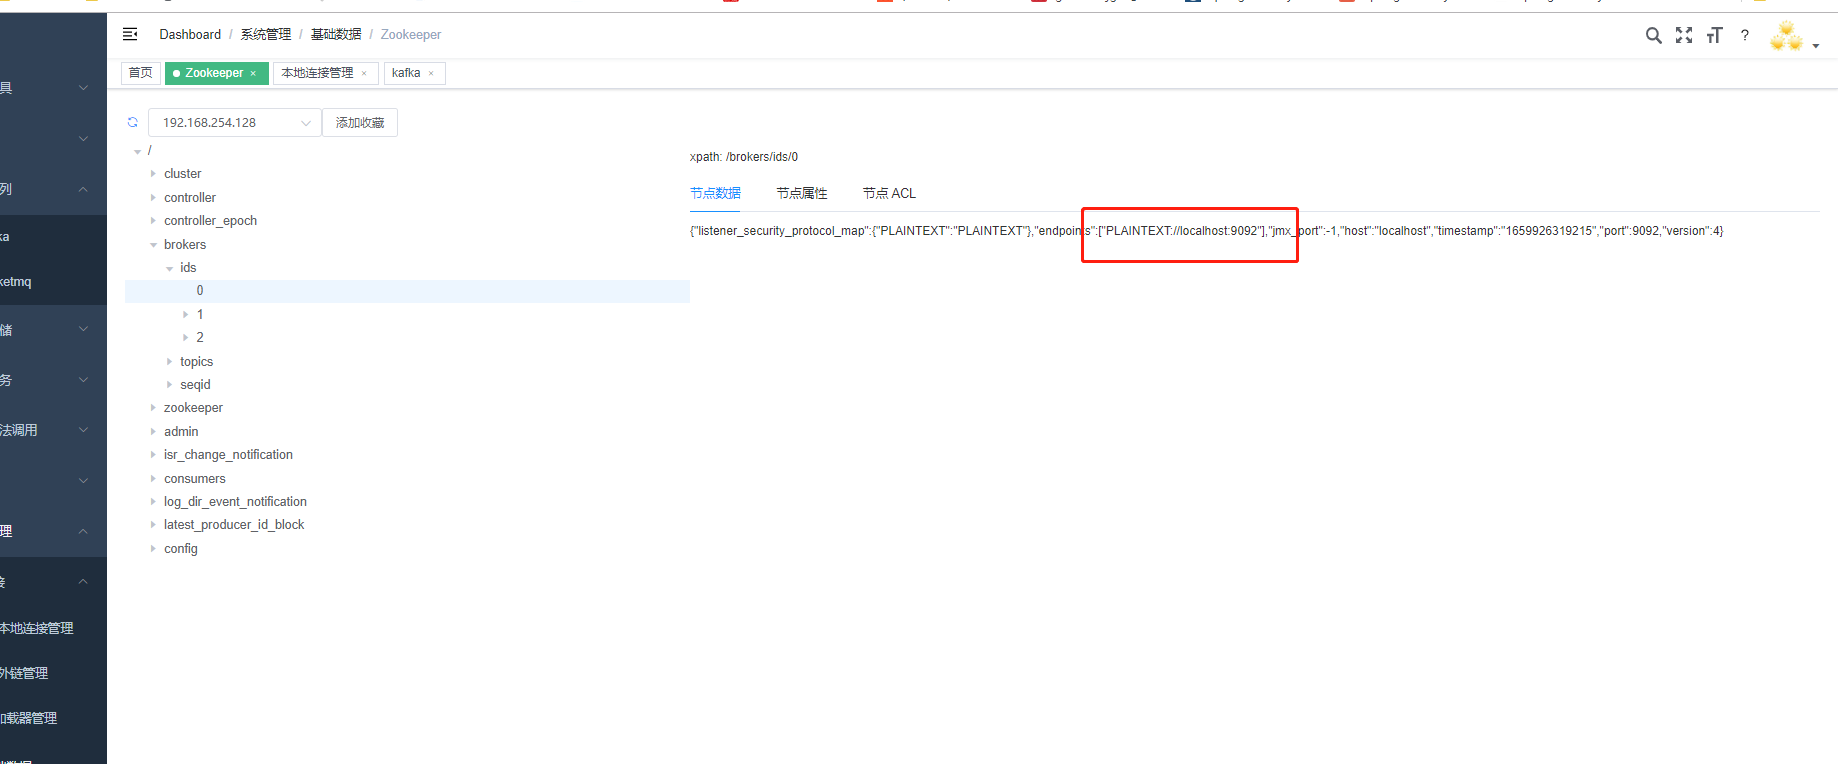 Dashboard / 系统管理 / 基础数据 / Zookeeper
?
首页
Zookeeper ×
本地连接管理 ×
kafka ×
具
列
ketmq
储
务
法调用
理
本地连接管理
外链管理
加载器管理
192.168.254.128
添加收藏
/
cluster
controller
controller_epoch
brokers
ids
0
1
2
topics
seqid
zookeeper
admin
isr_change_notification
consumers
log_dir_event_notification
latest_producer_id_block
config
xpath: /brokers/ids/0
节点数据 节点属性 节点 ACL
{"listener_security_protocol_map":{"PLAINTEXT":"PLAINTEXT"},"endpoints":["PLAINTEXT://localhost:9092"],"jmx_port":-1,"host":"localhost","timestamp":"1659926319215","port":9092,"version":4}